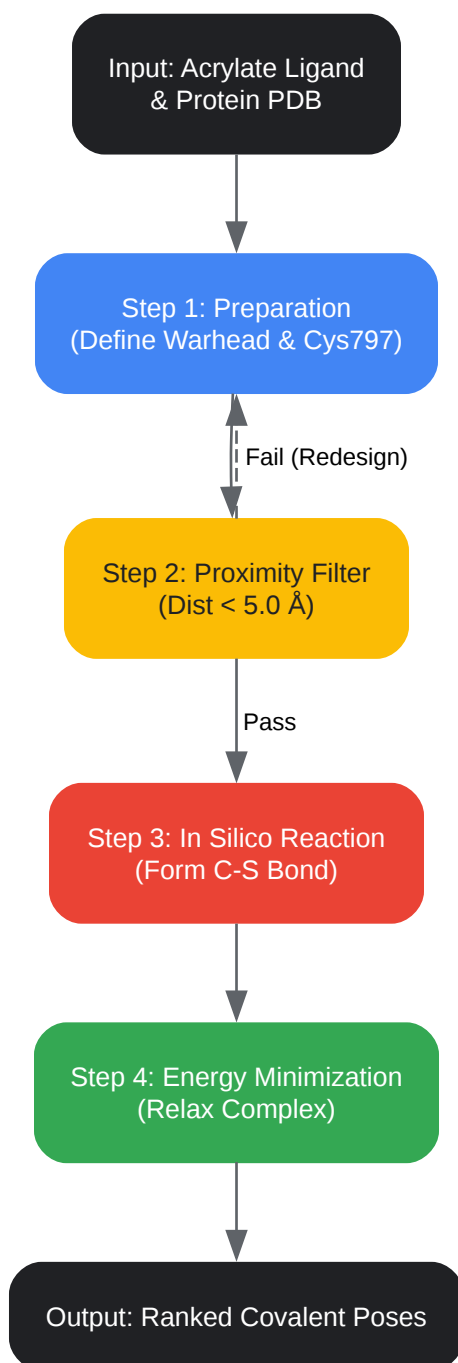 Input: Acrylate Ligand
& Protein PDB
Step 1: Preparation
(Define Warhead & Cys797)
Fail (Redesign)
Step 2: Proximity Filter
(Dist < 5.0 Å)
Pass
Step 3: In Silico Reaction
(Form C-S Bond)
Step 4: Energy Minimization
(Relax Complex)
Output: Ranked Covalent Poses